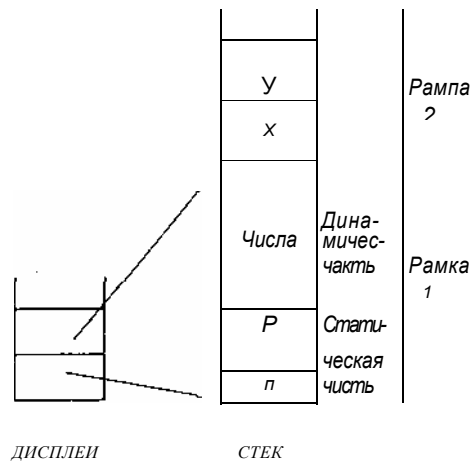 У
Рампа
2
Х
Числа
Дина-
мичес-
чакть
Рамка
1
Р
Стати-
ческая
п
чисть
ДИСПЛЕИ
СТЕК